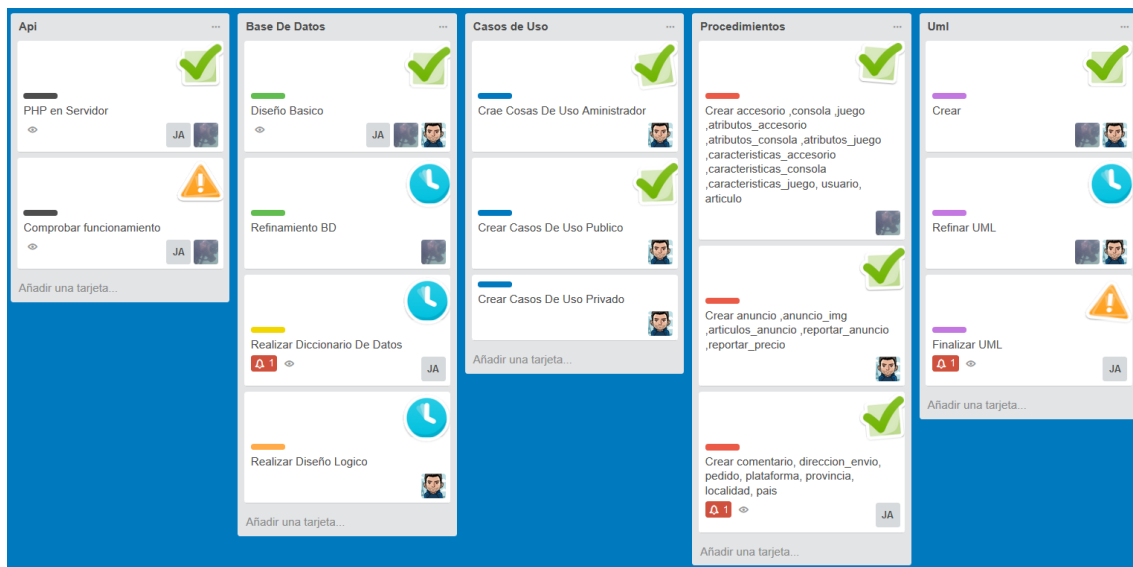 Api
...
PHP en Servidor
JA
Comprobar funcionamiento
JA
Añadir una tarjeta...
Base De Datos
...
Diseño Basico
JA
Refinamiento BD
Realizar Diccionario De Datos
1
JA
Realizar Diseño Logico
Añadir una tarjeta...
Casos de Uso
...
Crae Cosas De Uso Aministrador
Crear Casos De Uso Publico
Crear Casos De Uso Privado
Añadir una tarjeta...
Procedimientos
...
Crear accesorio ,consola ,juego
,atributos_accesorio
,atributos_consola ,atributos_juego
,caracteristicas_accesorio
,caracteristicas_consola
,caracteristicas_juego, usuario,
articulo
Crear anuncio ,anuncio_img
,articulos_anuncio ,reportar_anuncio
,reportar_precio
Crear comentario, direccion_envio,
pedido, plataforma, provincia,
localidad, pais
1
JA
Añadir una tarjeta...
Uml
...
Crear
Refinar UML
Finalizar UML
1
JA
Añadir una tarjeta...